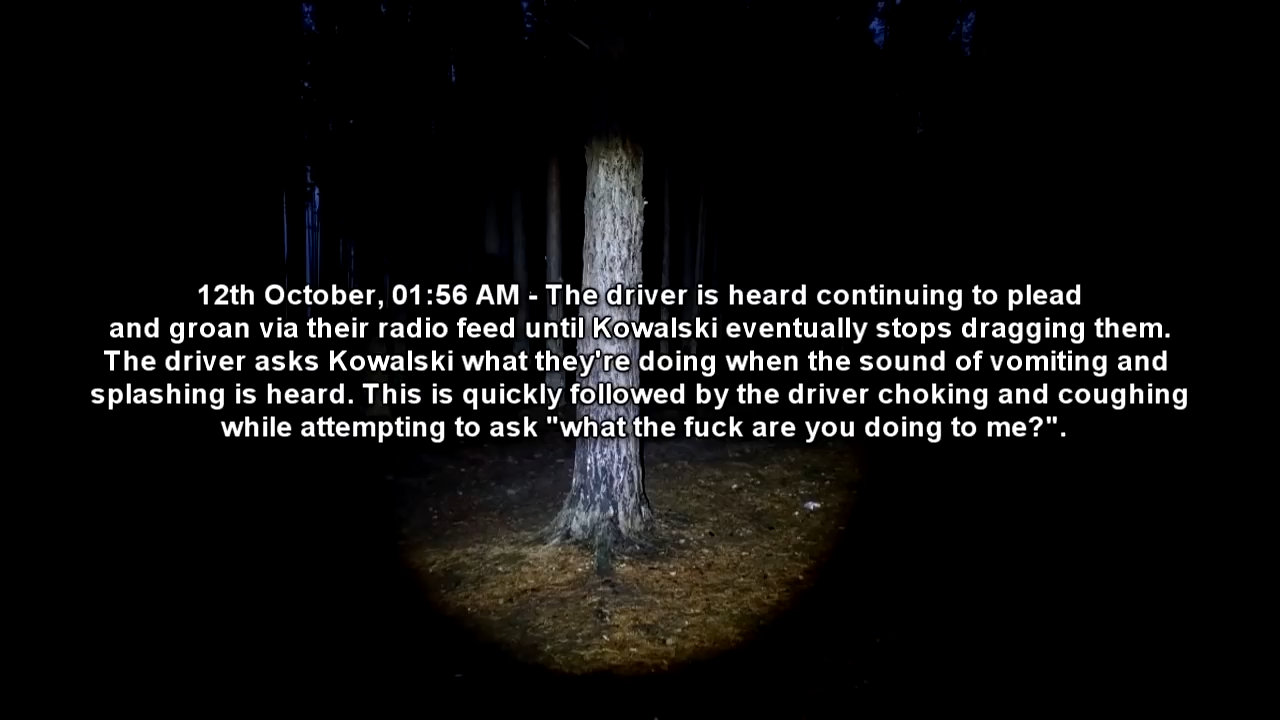 12th October, 01:56 AM - The driver is heard continuing to plead
and groan via their radio feed until Kowalski eventually stops dragging them.
The driver asks Kowalski what they're doing when the sound of vomiting and
splashing is heard. This is quickly followed by the driver choking and coughing
while attempting to ask "what the fuck are you doing to me?".